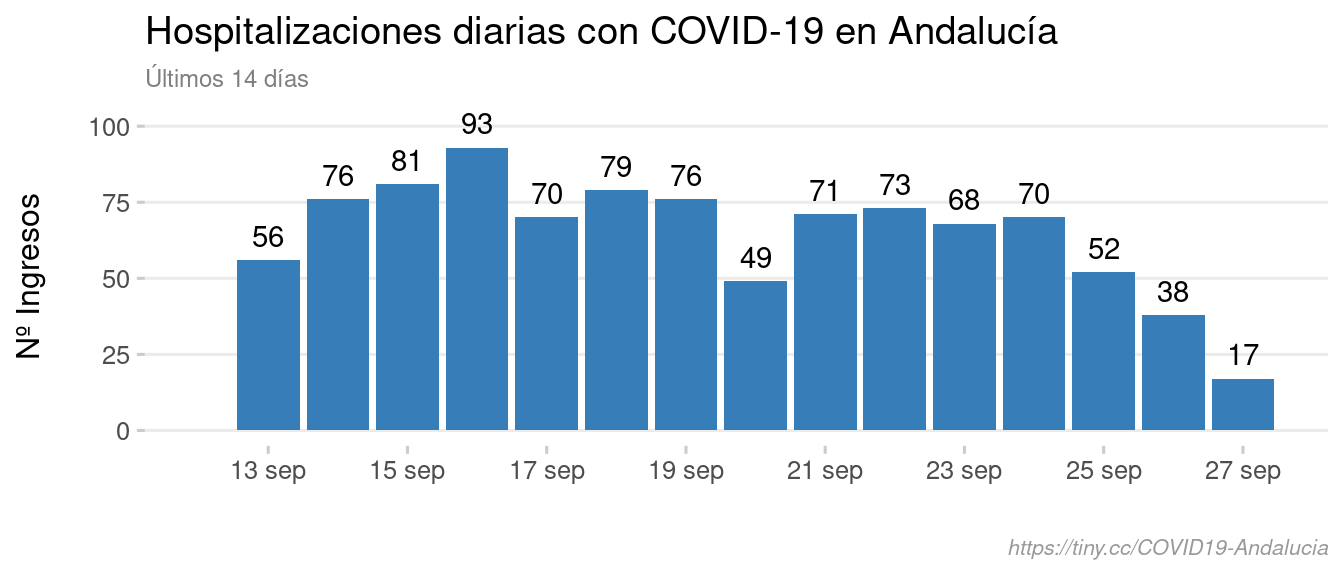 Hospitalizaciones diarias con COVID-19 en Andalucía
Últimos 14 días
Nº Ingresos
100
75
50
25
0
56
76
81
93
70
79
76
49
71
73
68
70
52
38
17
13 sep
15 sep
17 sep
19 sep
21 sep
23 sep
25 sep
27 sep
https://tiny.cc/COVID19-Andalucia